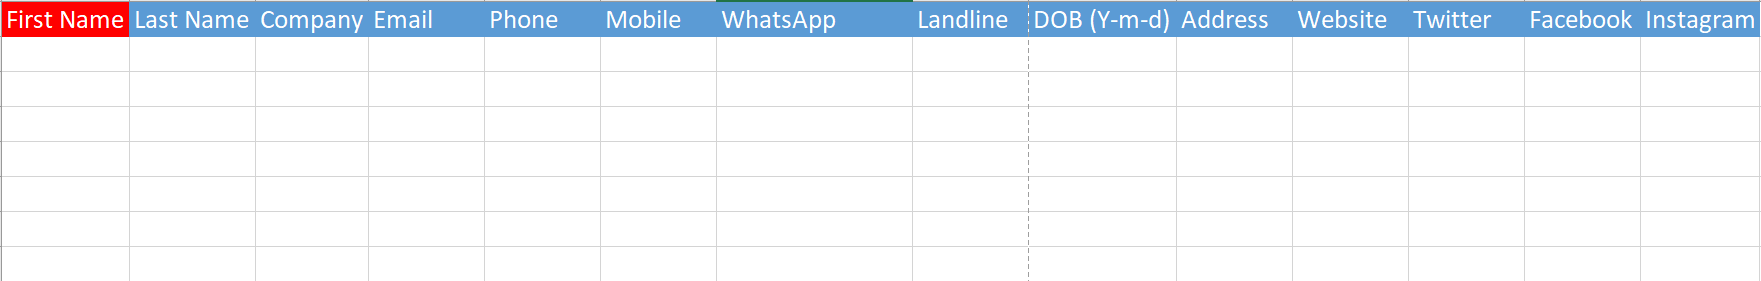 First Name Last Name Company Email Phone Mobile WhatsApp Landline DOB (Y-m-d) Address Website Twitter Facebook Instagram